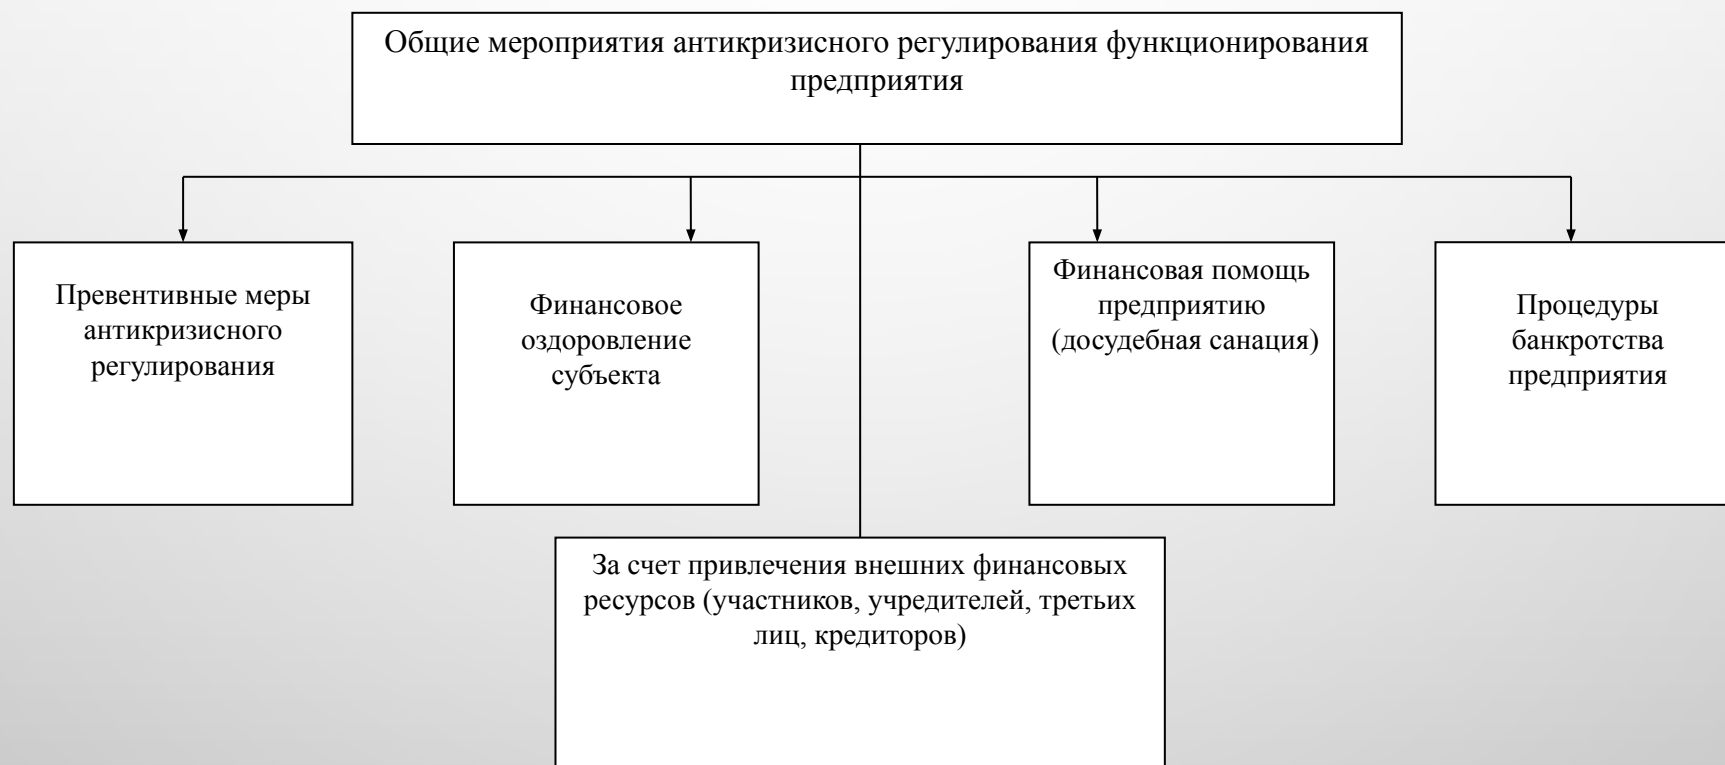 Общие мероприятия антикризисного регулирования функционирования
предприятия
Превентивные меры
антикризисного
регулирования
Финансовое
оздоровление
субъекта
Финансовая помощь
предприятию
(досудебная санация)
Процедуры
банкротства
предприятия
За счет привлечения внешних финансовых
ресурсов (участников, учредителей, третьих
лиц, кредиторов)